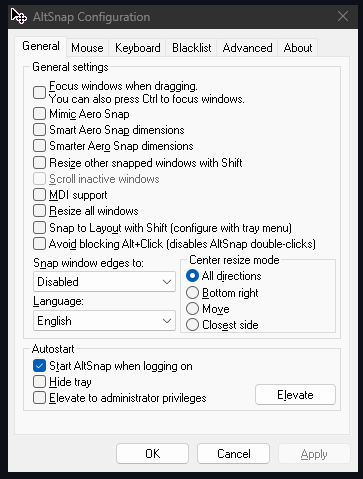 AltSnap Configuration
General Mouse Keyboard Blacklist Advanced About
General settings
Focus windows when dragging.
You can also press Ctrl to focus windows.
Mimic Aero Snap
Smart Aero Snap dimensions
Smarter Aero Snap dimensions
Resize other snapped windows with Shift
Scroll inactive windows
MDI support
Resize all windows
Snap to Layout with Shift (configure with tray menu)
Avoid blocking Alt+Click (disables AltSnap double-clicks)
Snap window edges to:
Disabled
Language:
English
Center resize mode
All directions
Bottom right
Move
Closest side
Autostart
Start AltSnap when logging on
Hide tray
Elevate to administrator privileges
Elevate
OK Cancel Apply